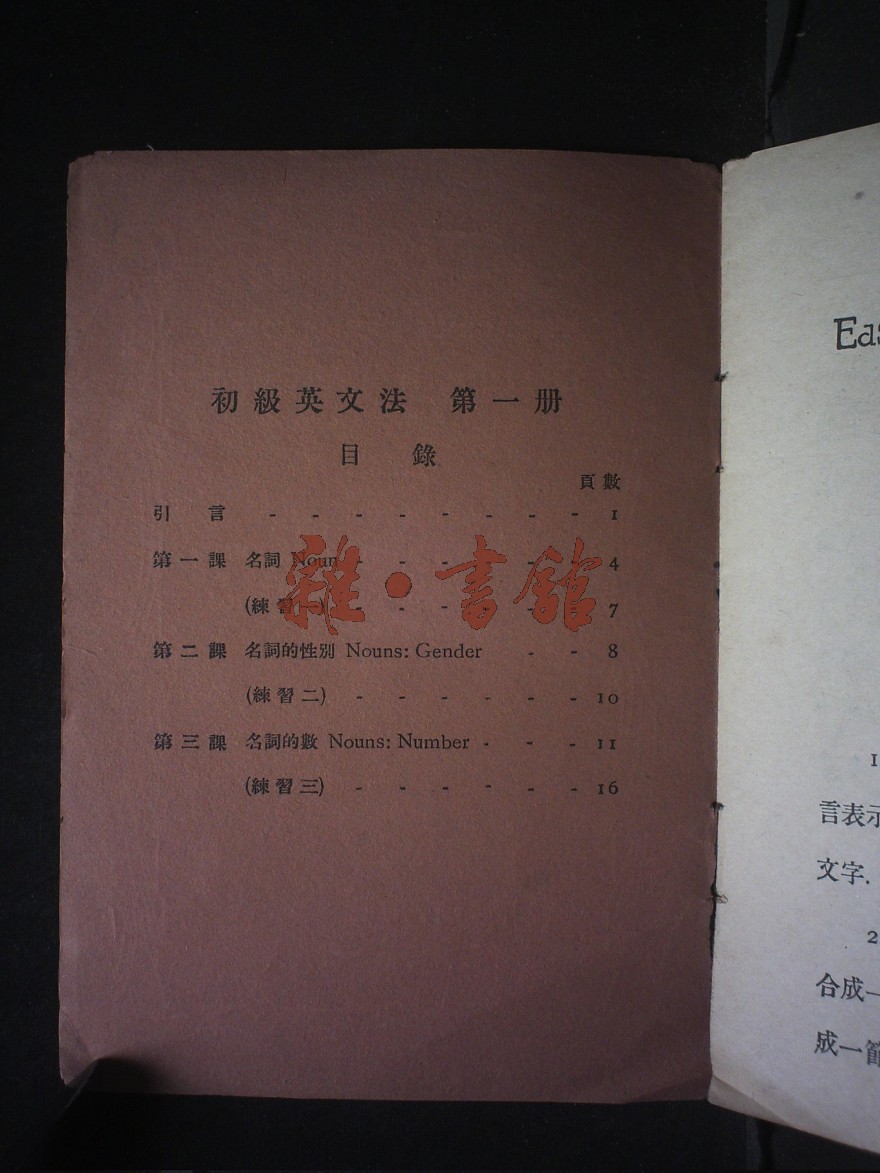 初級英文法 第一册
目錄
頁數
引言 - - - - - - - - 1
第一課 名詞 Noun - - - - - - 4
(練習一) - - - - - - 7
第二課 名詞的性別 Nouns: Gender - - 8
(練習二) - - - - - - 10
第三課 名詞的數 Nouns: Number - - - 11
(練習三) - - - - - - 16
雜·書館
1
言表示
文字.
2
合成一
成一節